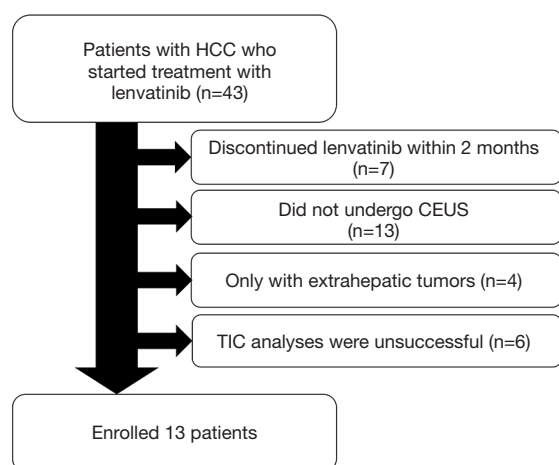 Patients with HCC who
started treatment with
lenvatinib (n=43)
Discontinued lenvatinib within 2 months
(n=7)
Did not undergo CEUS
(n=13)
Only with extrahepatic tumors (n=4)
TIC analyses were unsuccessful (n=6)
Enrolled 13 patients